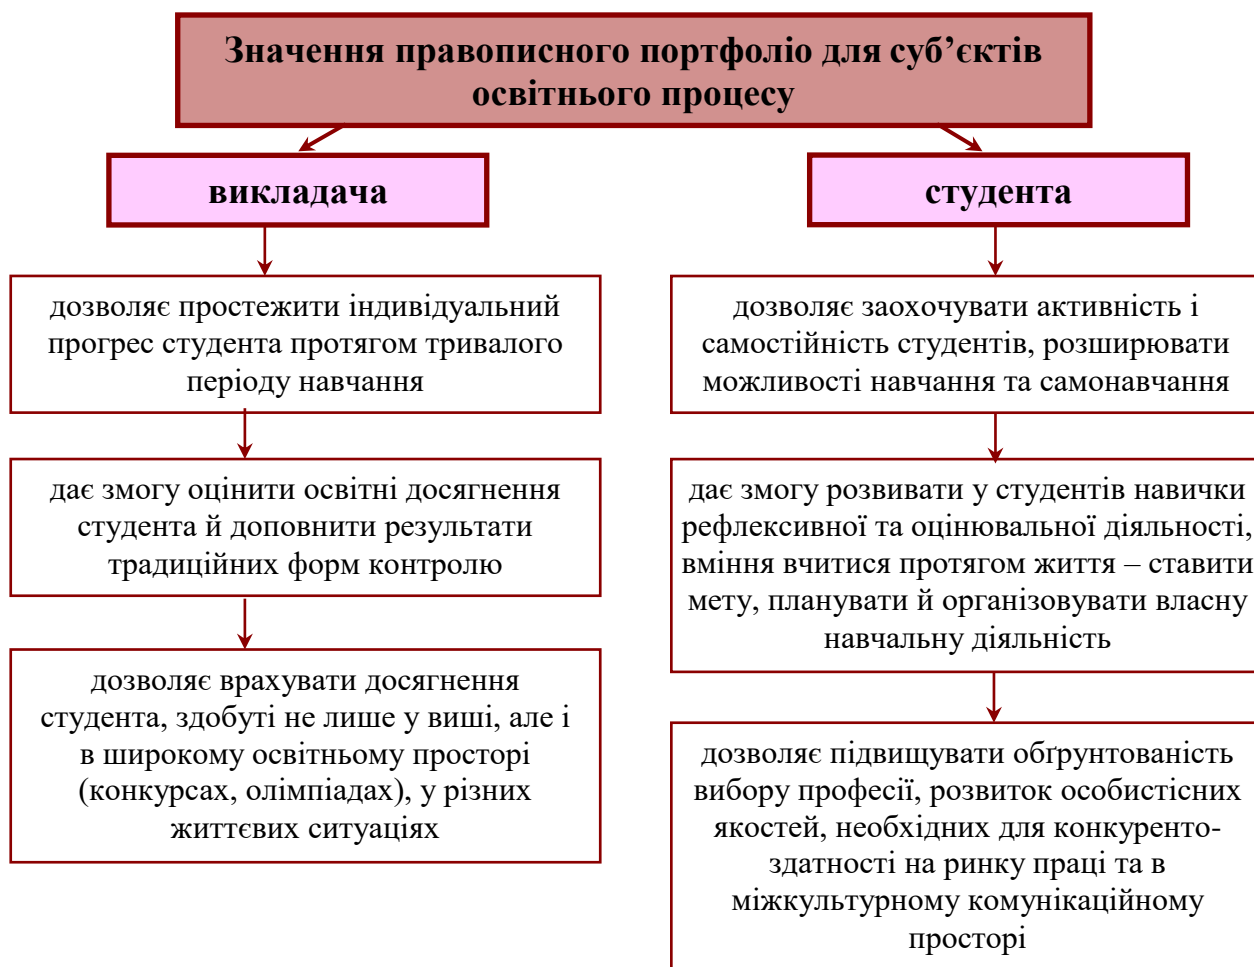 Значення правописного портфоліо для суб’єктів
освітнього процесу
викладача
дозволяє простежити індивідуальний
прогрес студента протягом тривалого
періоду навчання
дає змогу оцінити освітні досягнення
студента й доповнити результати
традиційних форм контролю
дозволяє врахувати досягнення
студента, здобуті не лише у виші, але і
в широкому освітньому просторі
(конкурсах, олімпіадах), у різних
життєвих ситуаціях
студента
дозволяє заохочувати активність і
самостійність студентів, розширювати
можливості навчання та самонавчання
дає змогу розвивати у студентів навички
рефлексивної та оцінювальної діяльності,
вміння вчитися протягом життя – ставити
мету, планувати й організовувати власну
навчальну діяльність
дозволяє підвищувати обґрунтованість
вибору професії, розвиток особистісних
якостей, необхідних для конкуренто-
здатності на ринку праці та в
міжкультурному комунікаційному
просторі